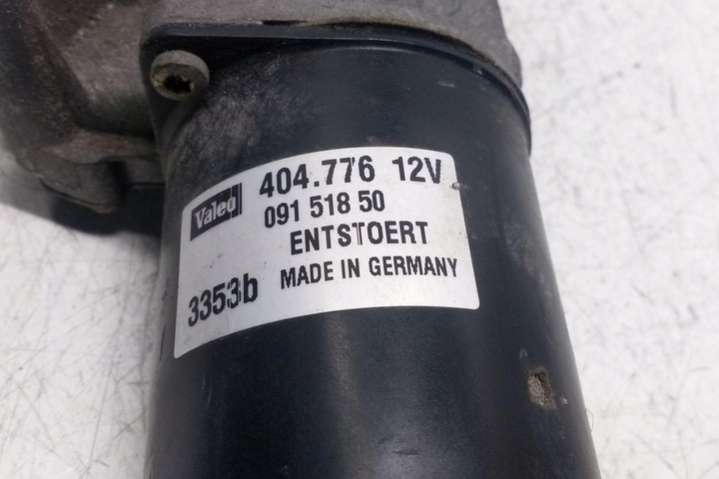 Valeo 404.776 12V
091 518 50
ENTSTOERT
3353b MADE IN GERMANY